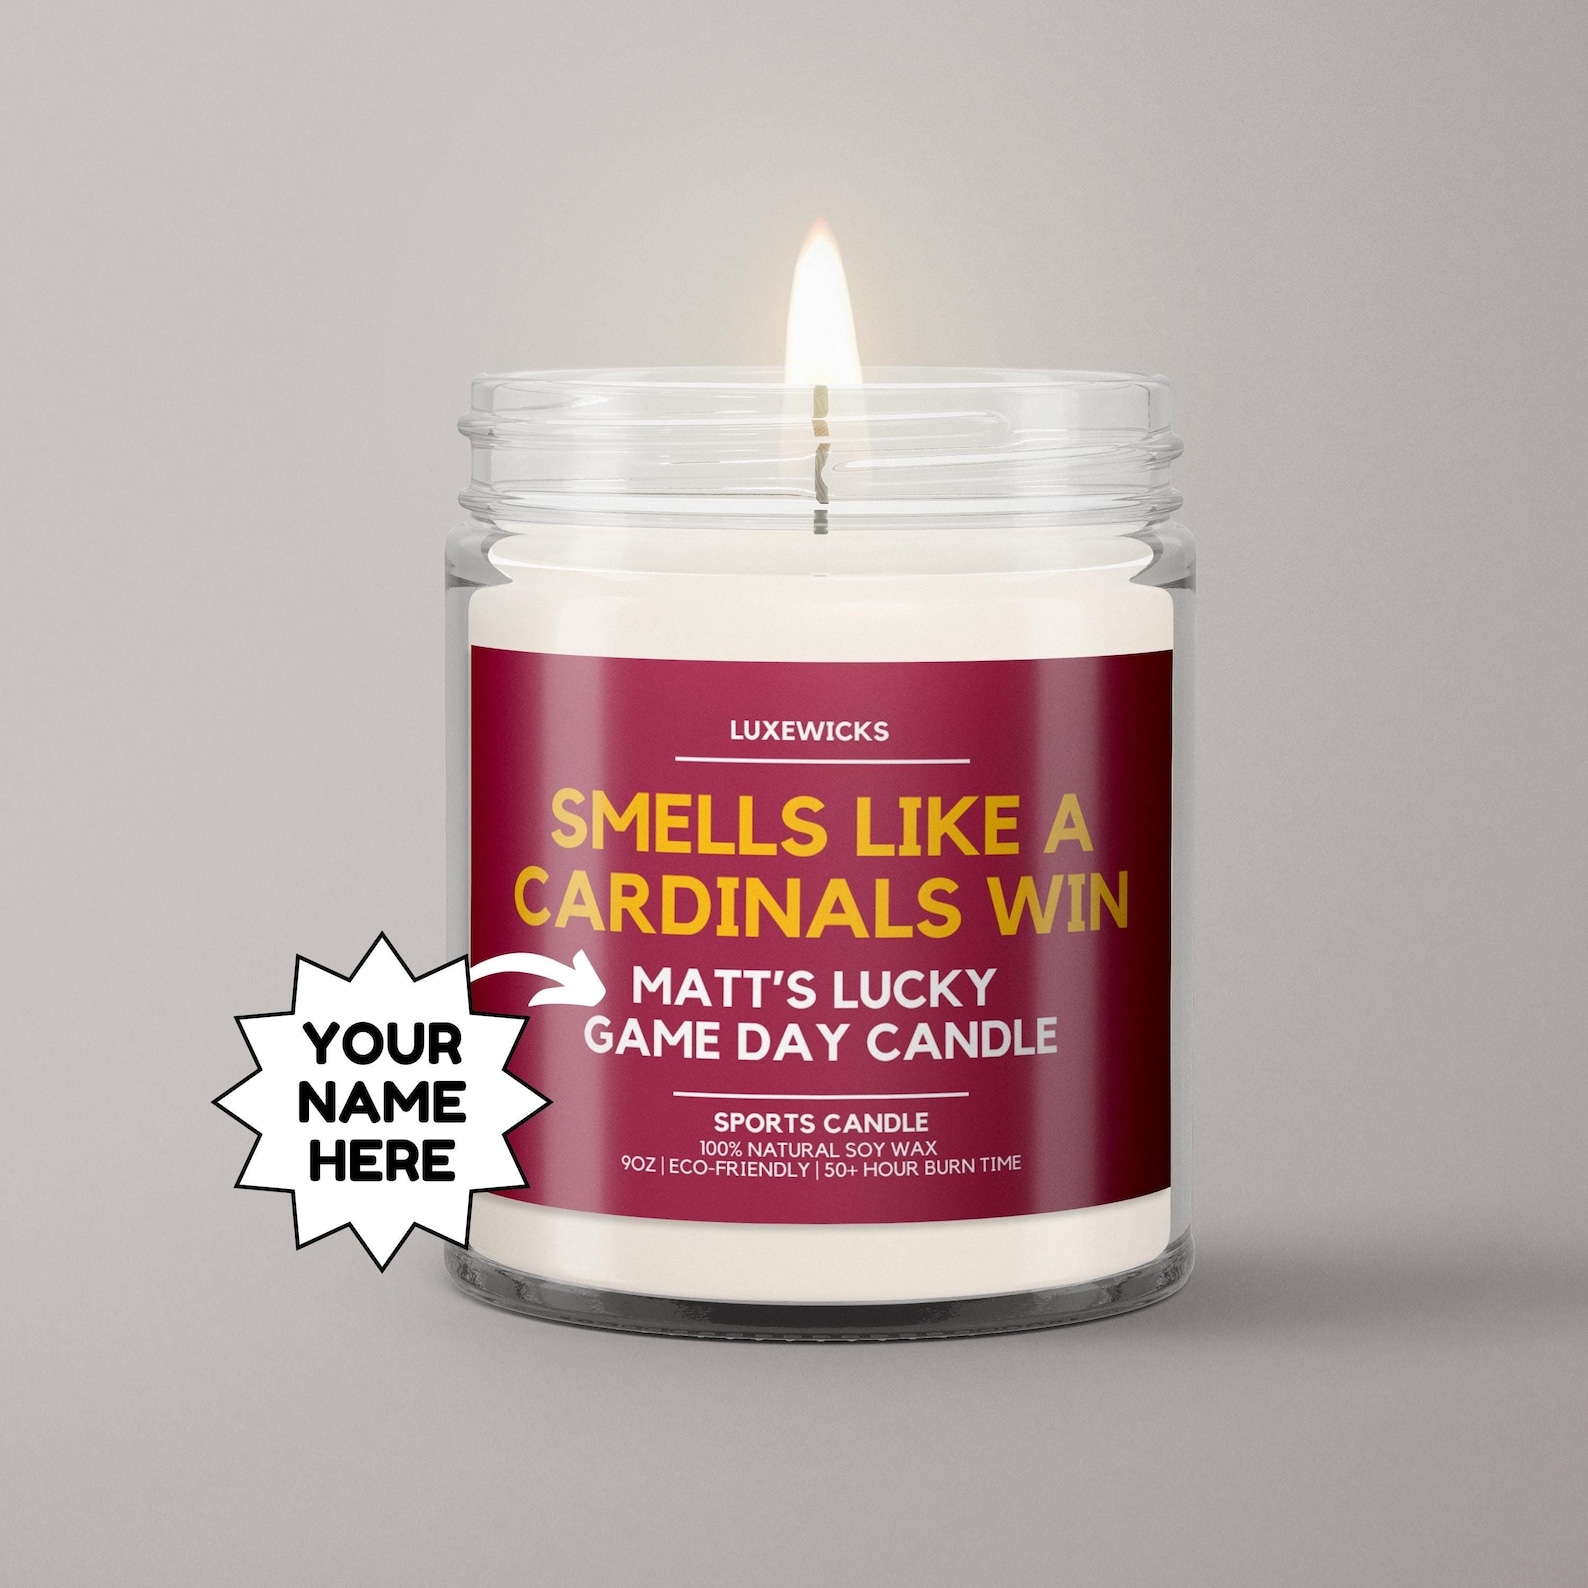 LUXEWICKS
SMELLS LIKE A
CARDINALS WIN
MATT'S LUCKY
GAME DAY CANDLE
SPORTS CANDLE
100% NATURAL SOY WAX
9OZ | ECO-FRIENDLY | 50+ HOUR BURN TIME
YOUR
NAME
HERE